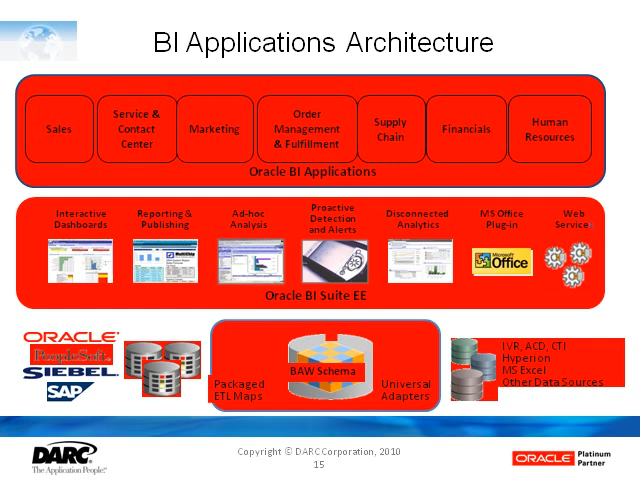 BI Applications Architecture
Sales
Service &
Contact
Center
Marketing
Order
Management
& Fulfillment
Supply
Chain
Financials
Human
Resources
Oracle BI Applications
Interactive
Dashboards
Reporting &
Publishing
Ad-hoc
Analysis
Proactive
Detection
and Alerts
Disconnected
Analytics
MS Office
Plug-in
Web
Services
Microsoft
Office
Oracle BI Suite EE
ORACLE
PeopleSoft
SIEBEL
SAP
Packaged
ETL Maps
BAW Schema
Universal
Adapters
IVR, ACD, CTI
Hyperion
MS Excel
Other Data Sources
DARC
The Application People
Copyright © DARC Corporation, 2010
15
ORACLE
Platinum
Partner